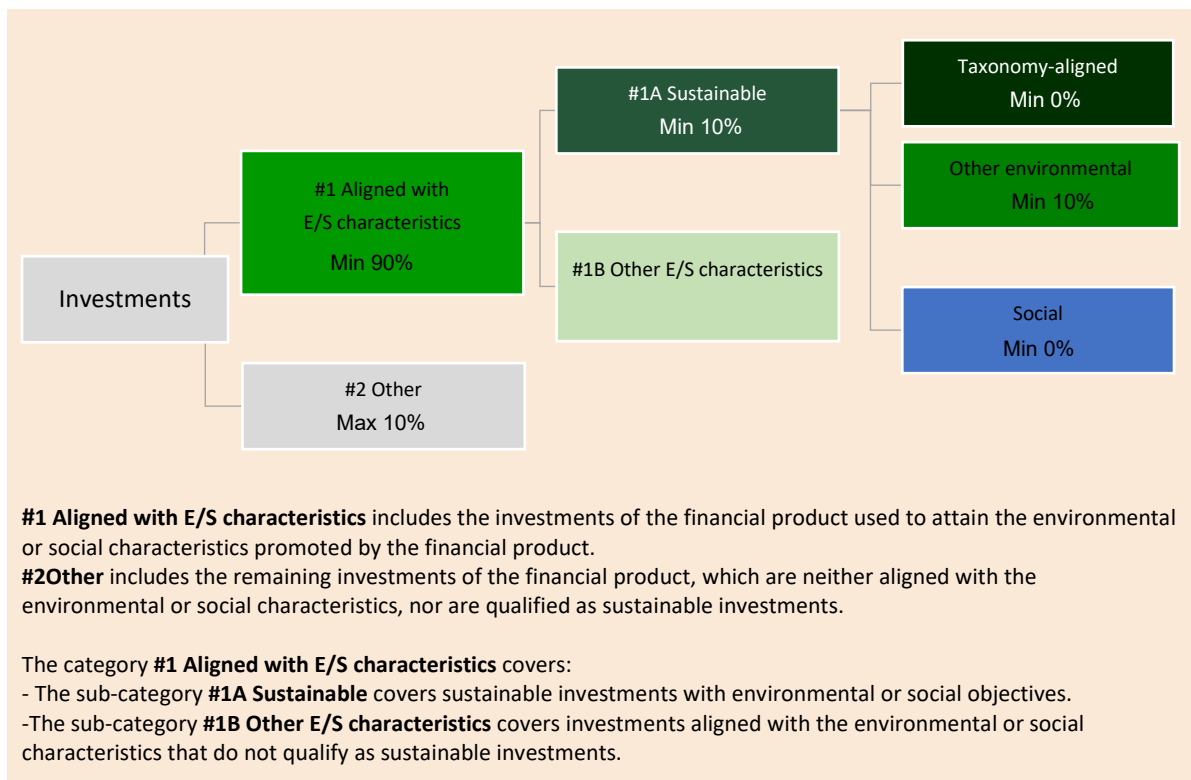 Investments
#1 Aligned with
E/S characteristics
Min 90%
#2 Other
Max 10%
#1A Sustainable
Min 10%
#1B Other E/S characteristics
Taxonomy-aligned
Min 0%
Other environmental
Min 10%
Social
Min 0%
#1 Aligned with E/S characteristics includes the investments of the financial product used to attain the environmental
or social characteristics promoted by the financial product.
#2Other includes the remaining investments of the financial product, which are neither aligned with the
environmental or social characteristics, nor are qualified as sustainable investments.
The category #1 Aligned with E/S characteristics covers:
- The sub-category #1A Sustainable covers sustainable investments with environmental or social objectives.
-The sub-category #1B Other E/S characteristics covers investments aligned with the environmental or social
characteristics that do not qualify as sustainable investments.